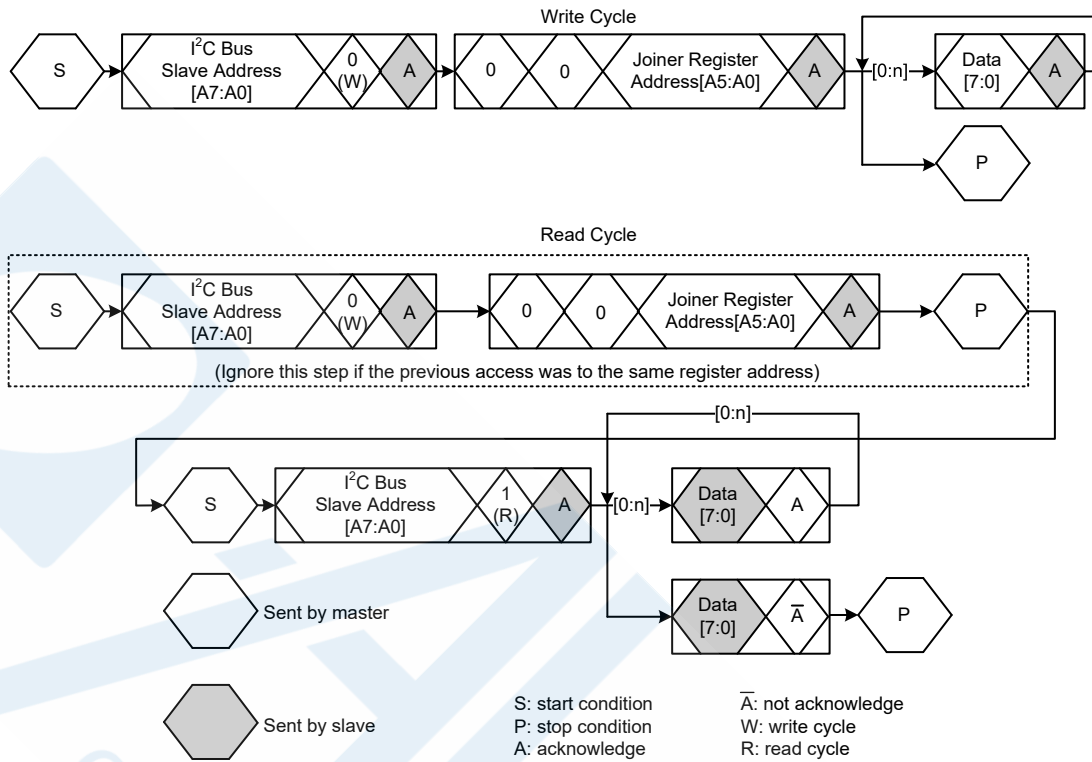 Write Cycle
S
I²C Bus
Slave Address
[A7:A0]
0
(W)
A
0
0
Joiner Register
Address[A5:A0]
A
[0:n]
Data
[7:0]
A
P
Read Cycle
S
I²C Bus
Slave Address
[A7:A0]
0
(W)
A
0
0
Joiner Register
Address[A5:A0]
A
P
(Ignore this step if the previous access was to the same register address)
[0:n]
S
I²C Bus
Slave Address
[A7:A0]
1
(R)
A
[0:n]
Data
[7:0]
A
Sent by master
Data
[7:0]
A̅
P
Sent by slave
S: start condition
P: stop condition
A: acknowledge
A̅: not acknowledge
W: write cycle
R: read cycle